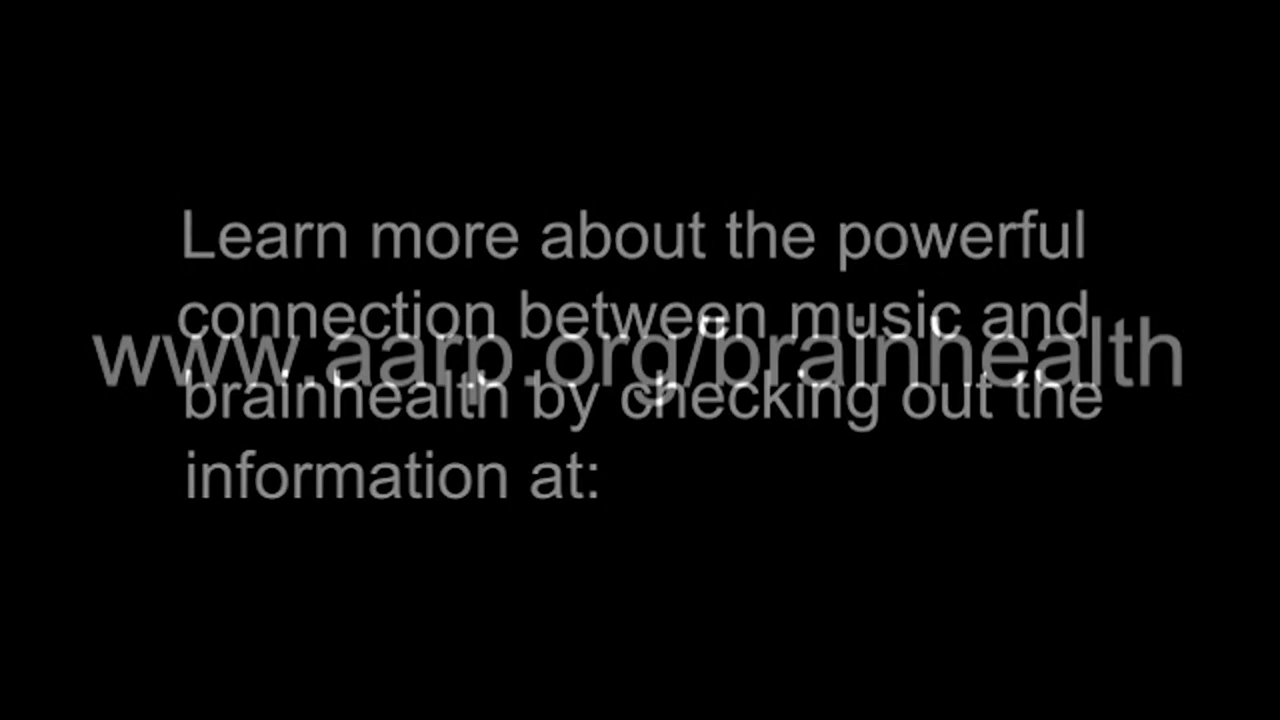 Learn more about the powerful
connection between music and
www.aarp.org/brainhealth
brainhealth by checking out the
information at: